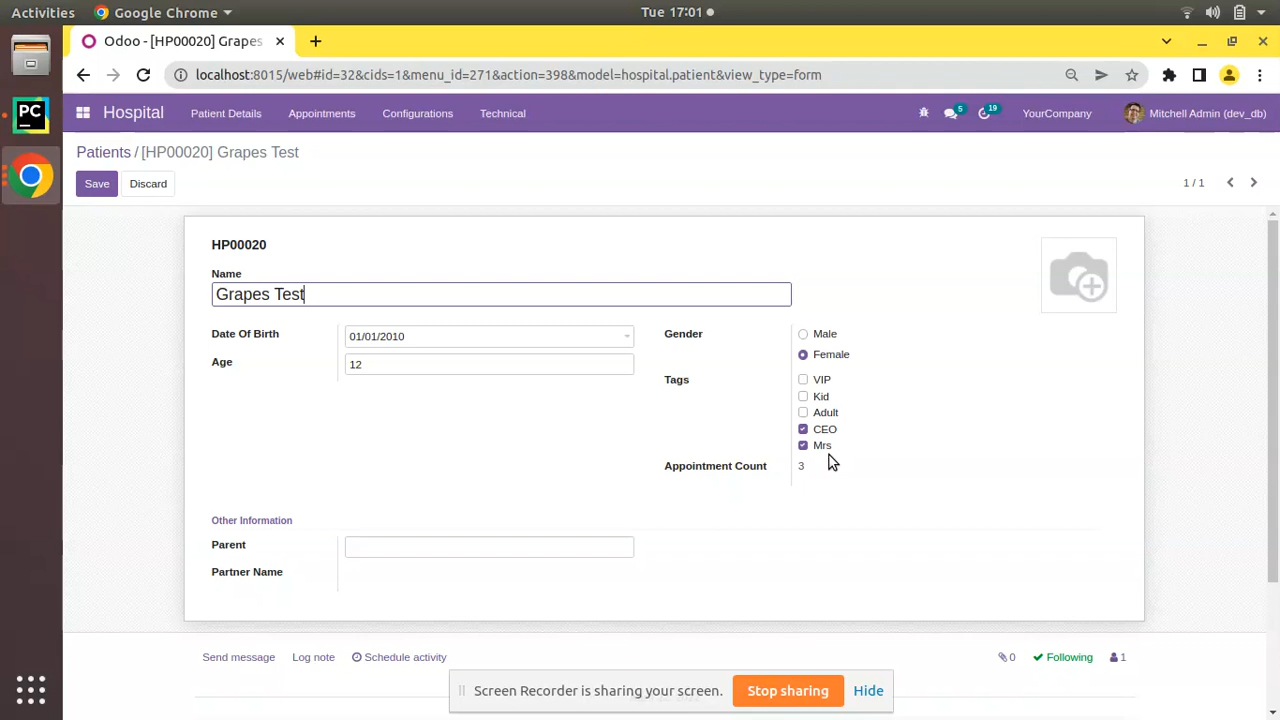 Activities Google Chrome Tue 17:01
Odoo - [HP00020] Grapes
localhost:8015/web#id=32&cids=1&menu_id=271&action=398&model=hospital.patient&view_type=form
Hospital Patient Details Appointments Configurations Technical 5 19 YourCompany Mitchell Admin (dev_db)
Patients / [HP00020] Grapes Test
Save Discard 1 / 1
HP00020
Name
Grapes Test
Date Of Birth 01/01/2010 Gender Male
Female
Age 12
Tags VIP
Kid
Adult
CEO
Mrs
Appointment Count 3
Other Information
Parent
Partner Name
Send message Log note Schedule activity 0 Following 1
Screen Recorder is sharing your screen. Stop sharing Hide
PC